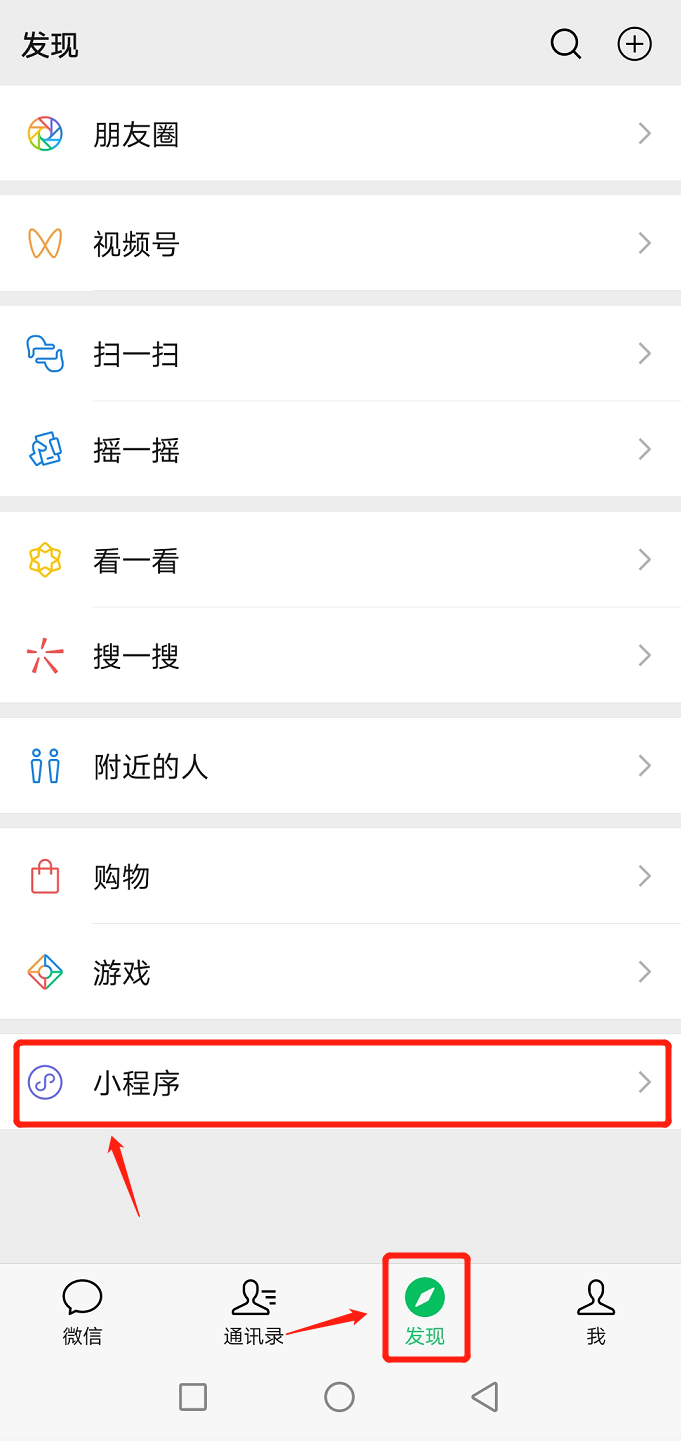 发现
朋友圈
视频号
扫一扫
摇一摇
看一看
搜一搜
附近的人
购物
游戏
小程序
微信
通讯录
发现
我